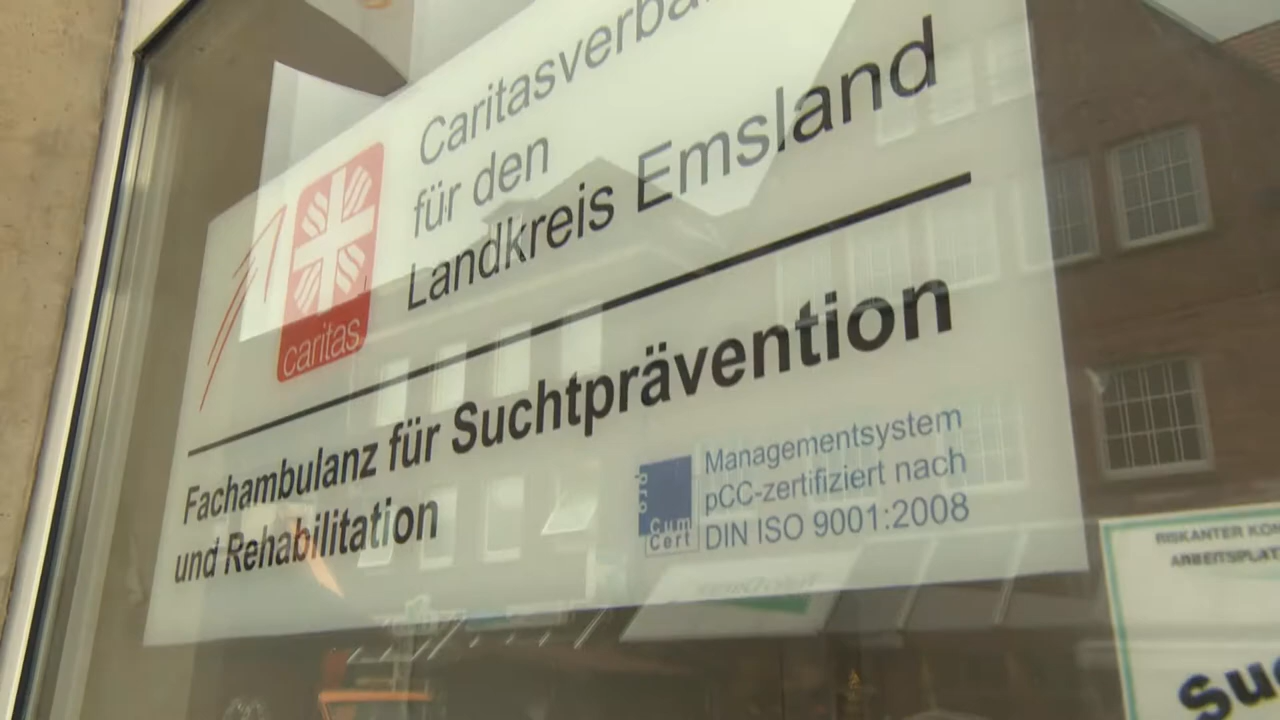 Caritasverba
für den
Landkreis Emsland
caritas
Fachambulanz für Suchtprävention
und Rehabilitation
Managementsystem
pCC-zertifiziert nach
DIN ISO 9001:2008
Cum
Cert
RISKANTER KO
ARBEITSPLAT
Su